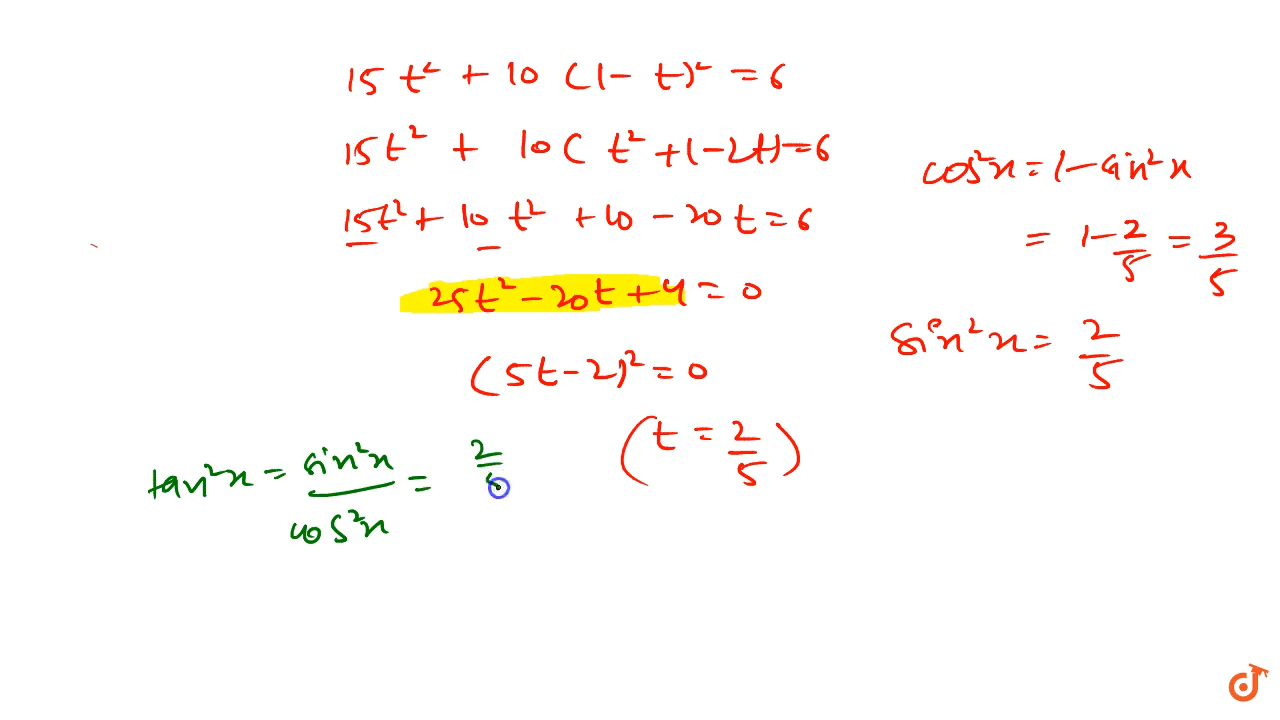 15 t² + 10 (1 - t)² = 6
15t² + 10( t² + 1 - 2t) = 6
15t² + 10 t² + 10 - 20 t = 6
25t² - 20t + 4 = 0
(5t - 2)² = 0
(t = 2/5)
cos²x = 1 - sin²x
= 1 - 2/5 = 3/5
sin²x = 2/5
tan²x = sin²x/cos²x = 2/5